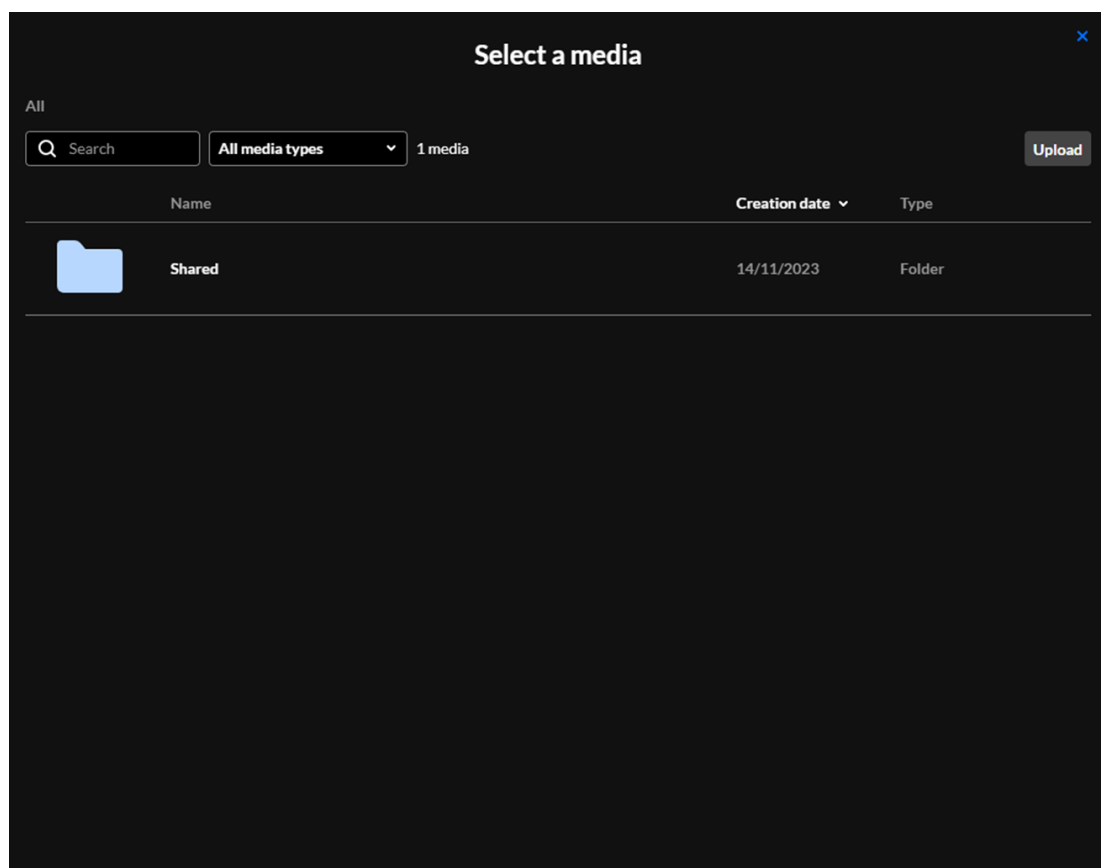 Select a media
All
Search All media types 1 media Upload
Name Creation date Type
Shared 14/11/2023 Folder